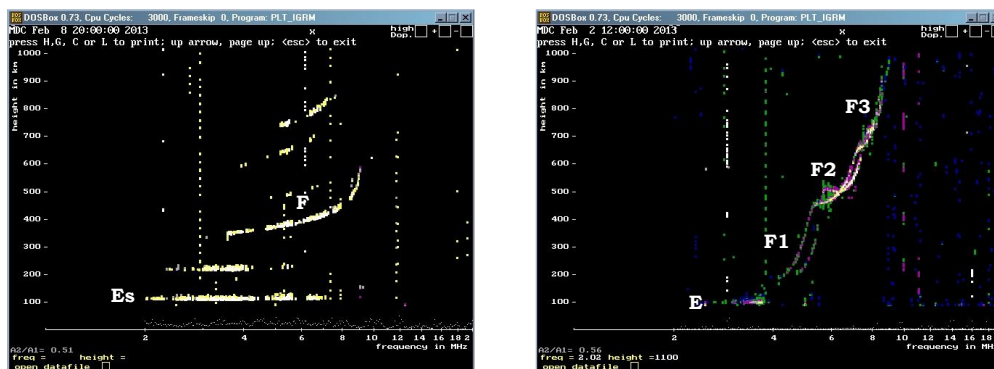 DOSBox 0.73, Cpu Cycles: 3000, Frameskip 0, Program: PLT_IGRM
MDC Feb 8 20:00:00 2013 x high Dop. + -
press H,G, C or L to print; up arrow, page up; <esc> to exit
height in km
1000
900
800
700
600
500
400
300
200
100
F
Es
2 4 6 8 10 12 14 16 18 2
frequency in MHz
A2/A1= 0.51
freq = height =
open datafile
DOSBox 0.73, Cpu Cycles: 3000, Frameskip 0, Program: PLT_IGRM
MDC Feb 2 12:00:00 2013 x high Dop. + -
press H,G, C or L to print; up arrow, page up; <esc> to exit
height in km
1000
900
800
700
600
500
400
300
200
100
F3
F2
F1
E
2 4 6 8 10 12 14 16 18
frequency in MHz
A2/A1= 0.56
freq = 2.02 height =1100
open datafile